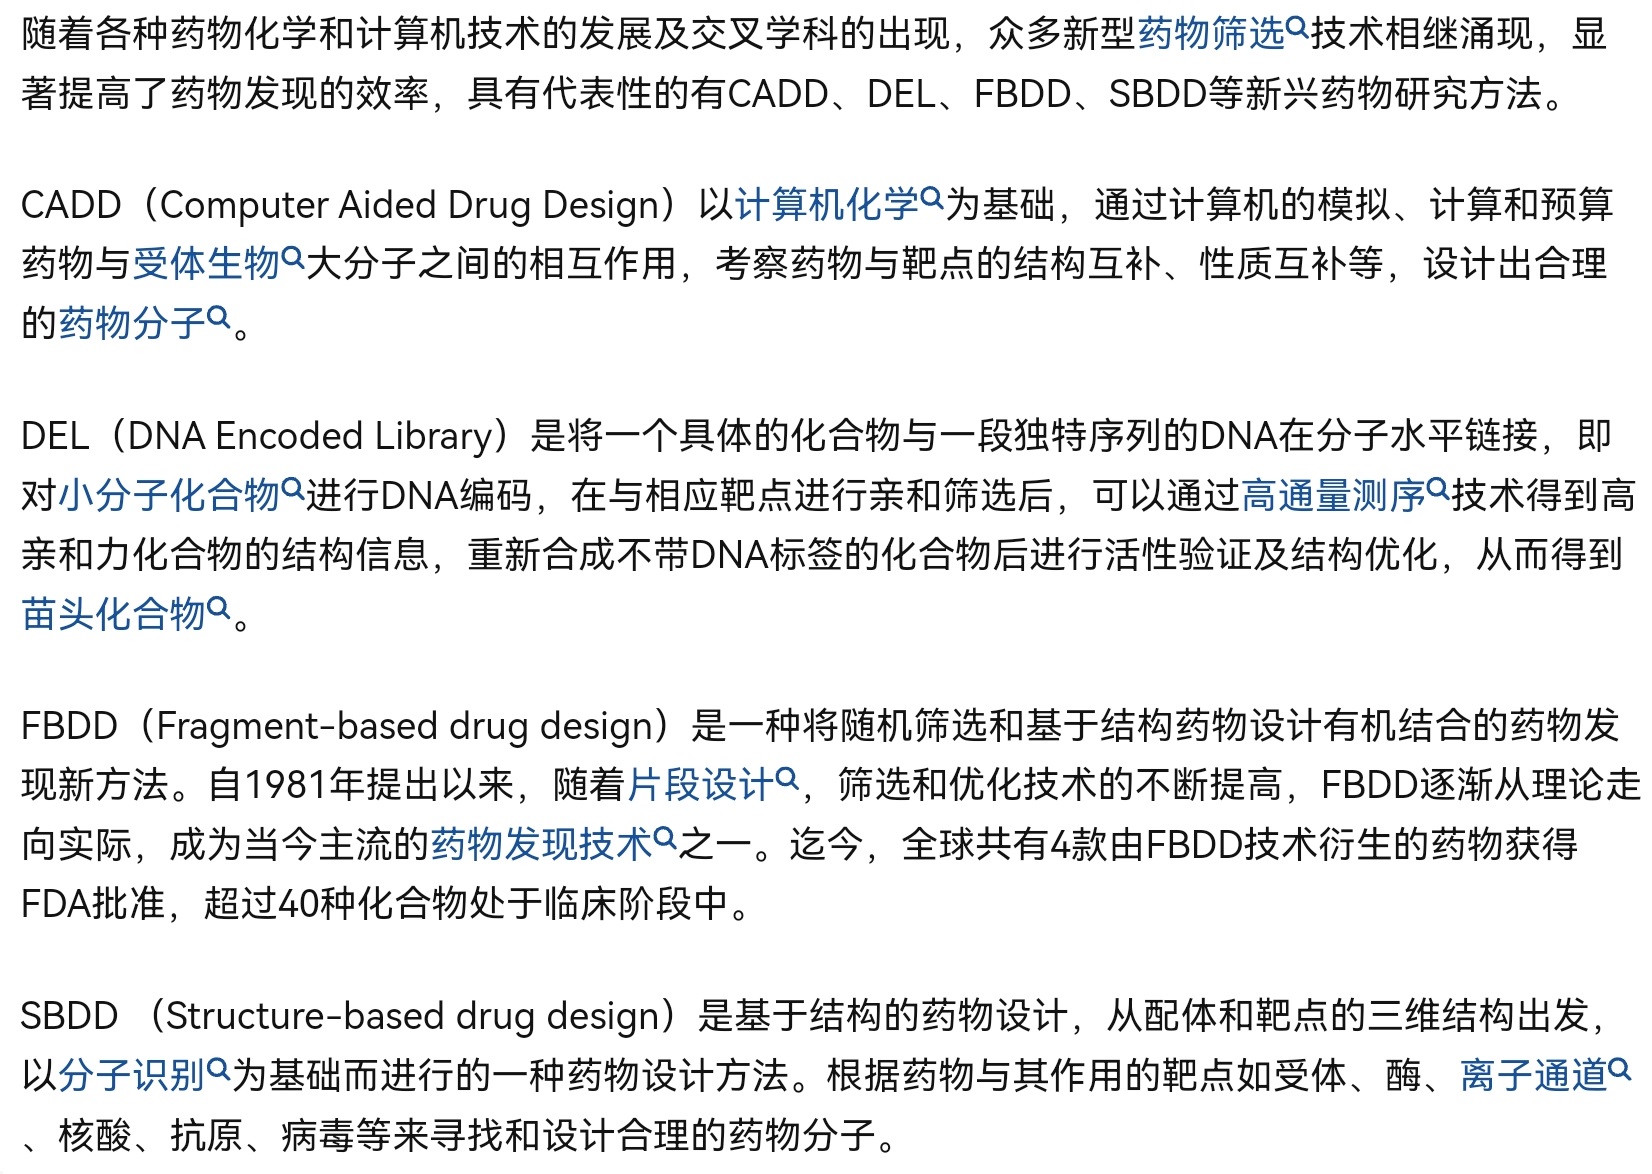 随着各种药物化学和计算机技术的发展及交叉学科的出现，众多新型药物筛选技术相继涌现，显
著提高了药物发现的效率，具有代表性的有CADD、DEL、FBDD、SBDD等新兴药物研究方法。
CADD（Computer Aided Drug Design）以计算机化学为基础，通过计算机的模拟、计算和预算
药物与受体生物大分子之间的相互作用，考察药物与靶点的结构互补、性质互补等，设计出合理
的药物分子。
DEL（DNA Encoded Library）是将一个具体的化合物与一段独特序列的DNA在分子水平链接，即
对小分子化合物进行DNA编码，在与相应靶点进行亲和筛选后，可以通过高通量测序技术得到高
亲和力化合物的结构信息，重新合成不带DNA标签的化合物后进行活性验证及结构优化，从而得到
苗头化合物。
FBDD（Fragment-based drug design）是一种将随机筛选和基于结构药物设计有机结合的药物发
现新方法。自1981年提出以来，随着片段设计，筛选和优化技术的不断提高，FBDD逐渐从理论走
向实际，成为当今主流的药物发现技术之一。迄今，全球共有4款由FBDD技术衍生的药物获得
FDA批准，超过40种化合物处于临床阶段中。
SBDD （Structure-based drug design）是基于结构的药物设计，从配体和靶点的三维结构出发，
以分子识别为基础而进行的一种药物设计方法。根据药物与其作用的靶点如受体、酶、离子通道
、核酸、抗原、病毒等来寻找和设计合理的药物分子。